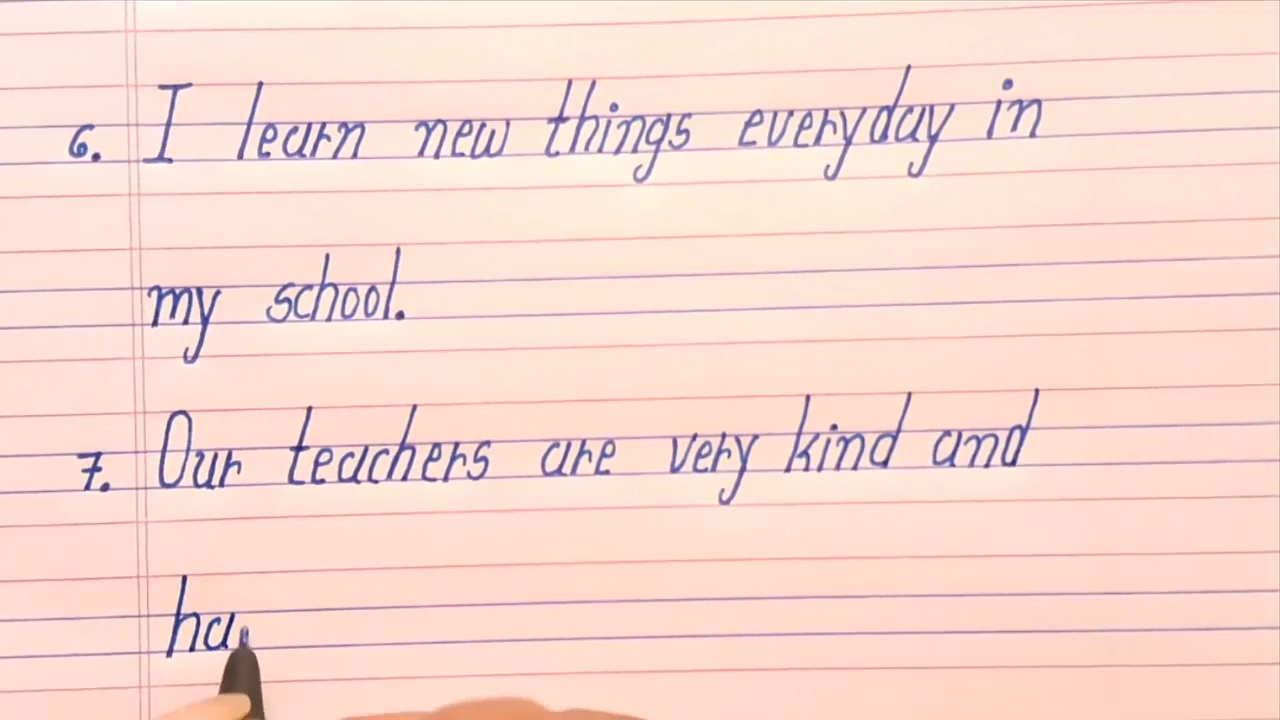 6. I learn new things everyday in
my school.
7. Our teachers are very kind and
ha